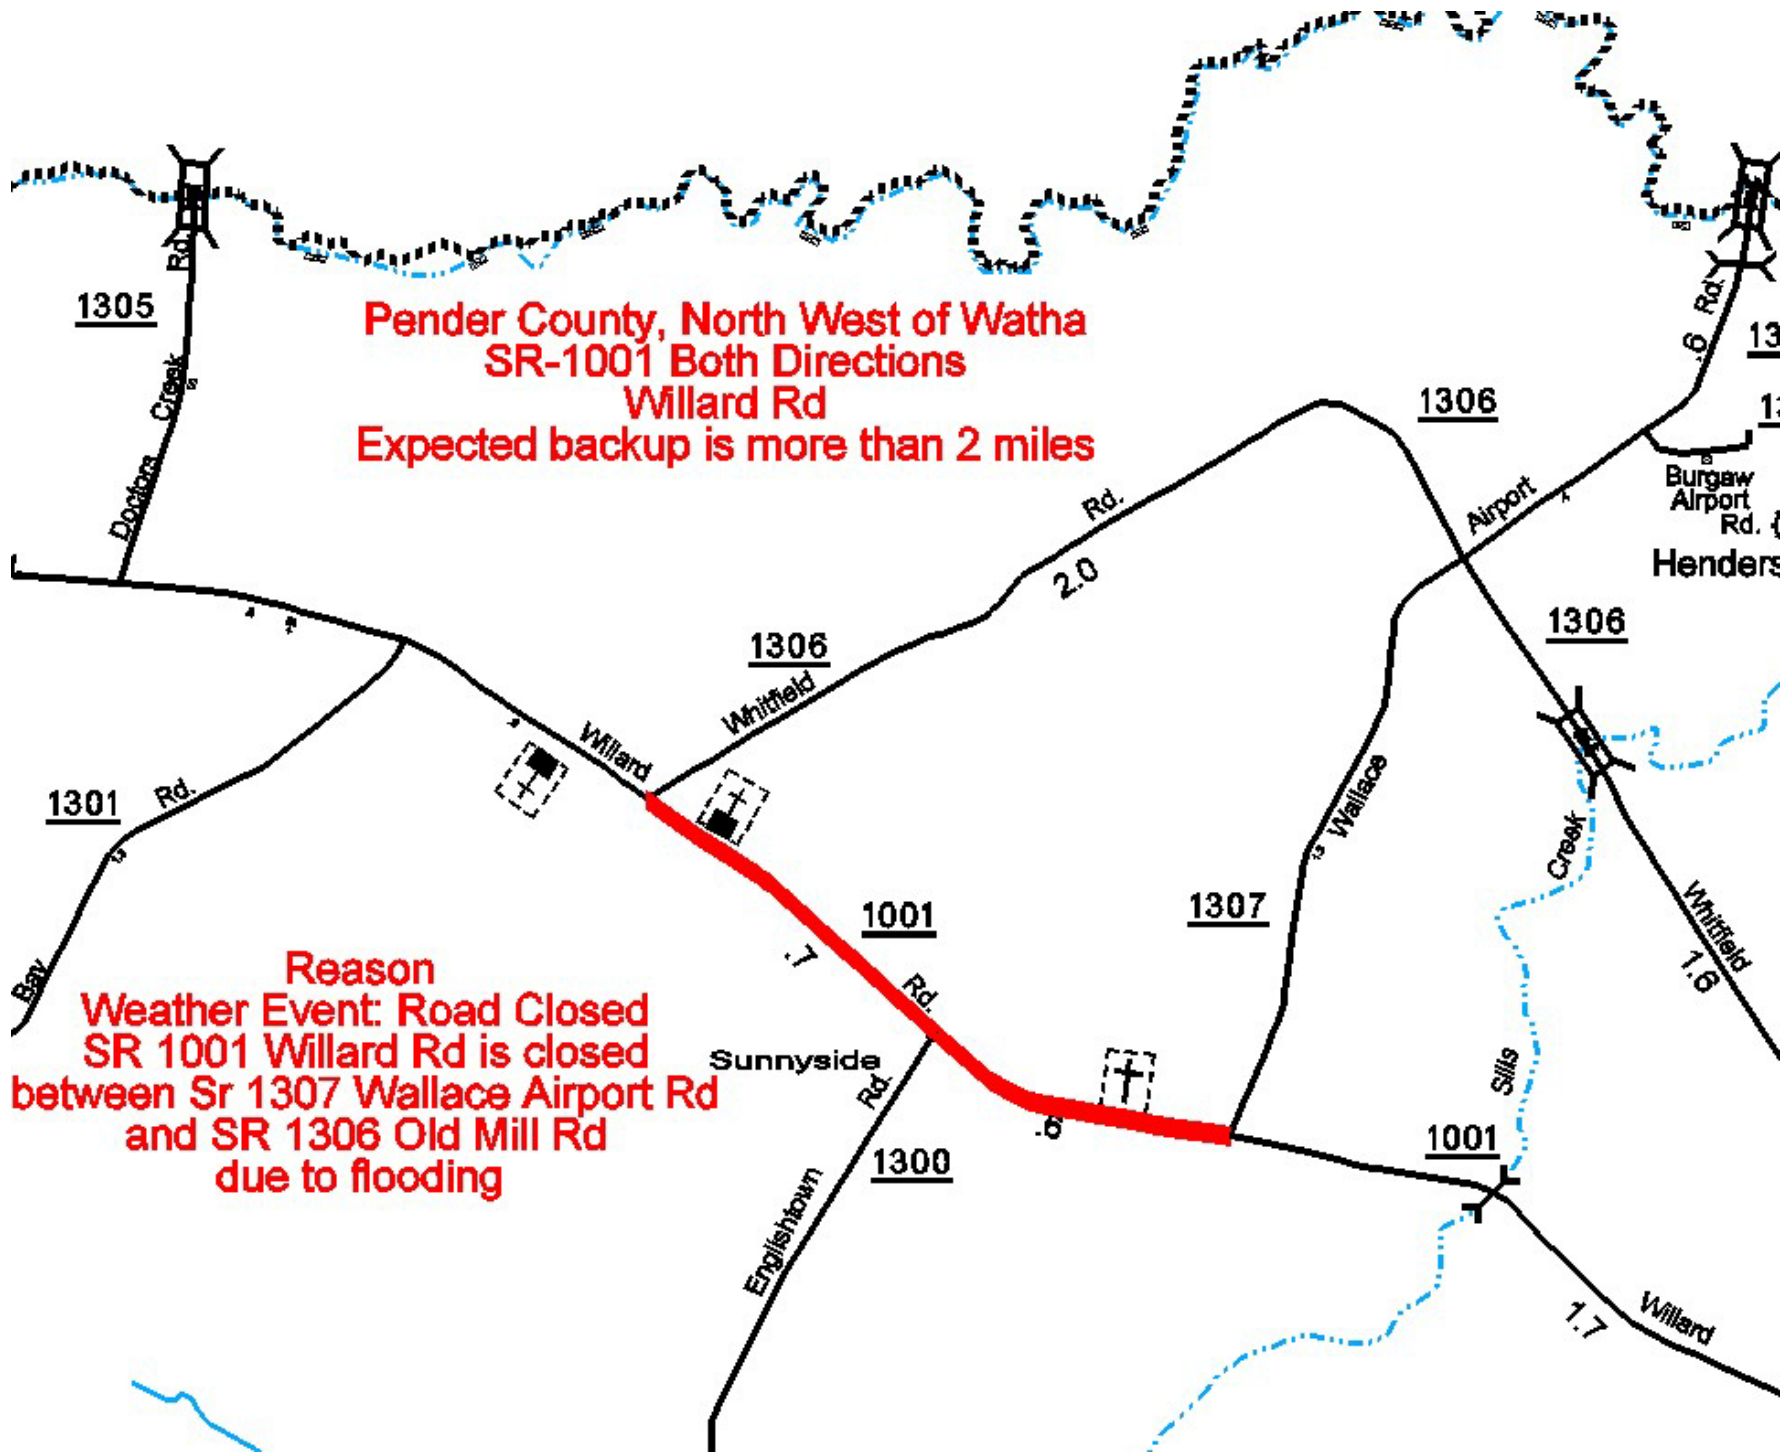 Rd.
1305
Creek
Doctors
Pender County, North West of Watha
SR-1001 Both Directions
Willard Rd
Expected backup is more than 2 miles
Rd.
.6
13
1306
13
Airport
Burgaw
Airport
Rd.
Henders
Rd.
2.0
1306
1306
Whitfield
Willard
1301
Rd.
Bay
Wallace
1307
Creek
Whitfield
1.6
1001
.7
Rd.
Reason
Weather Event: Road Closed
SR 1001 Willard Rd is closed
between Sr 1307 Wallace Airport Rd
and SR 1306 Old Mill Rd
due to flooding
Sunnyside
Rd.
1300
Englishtown
.6
Sills
1001
1.7
Willard